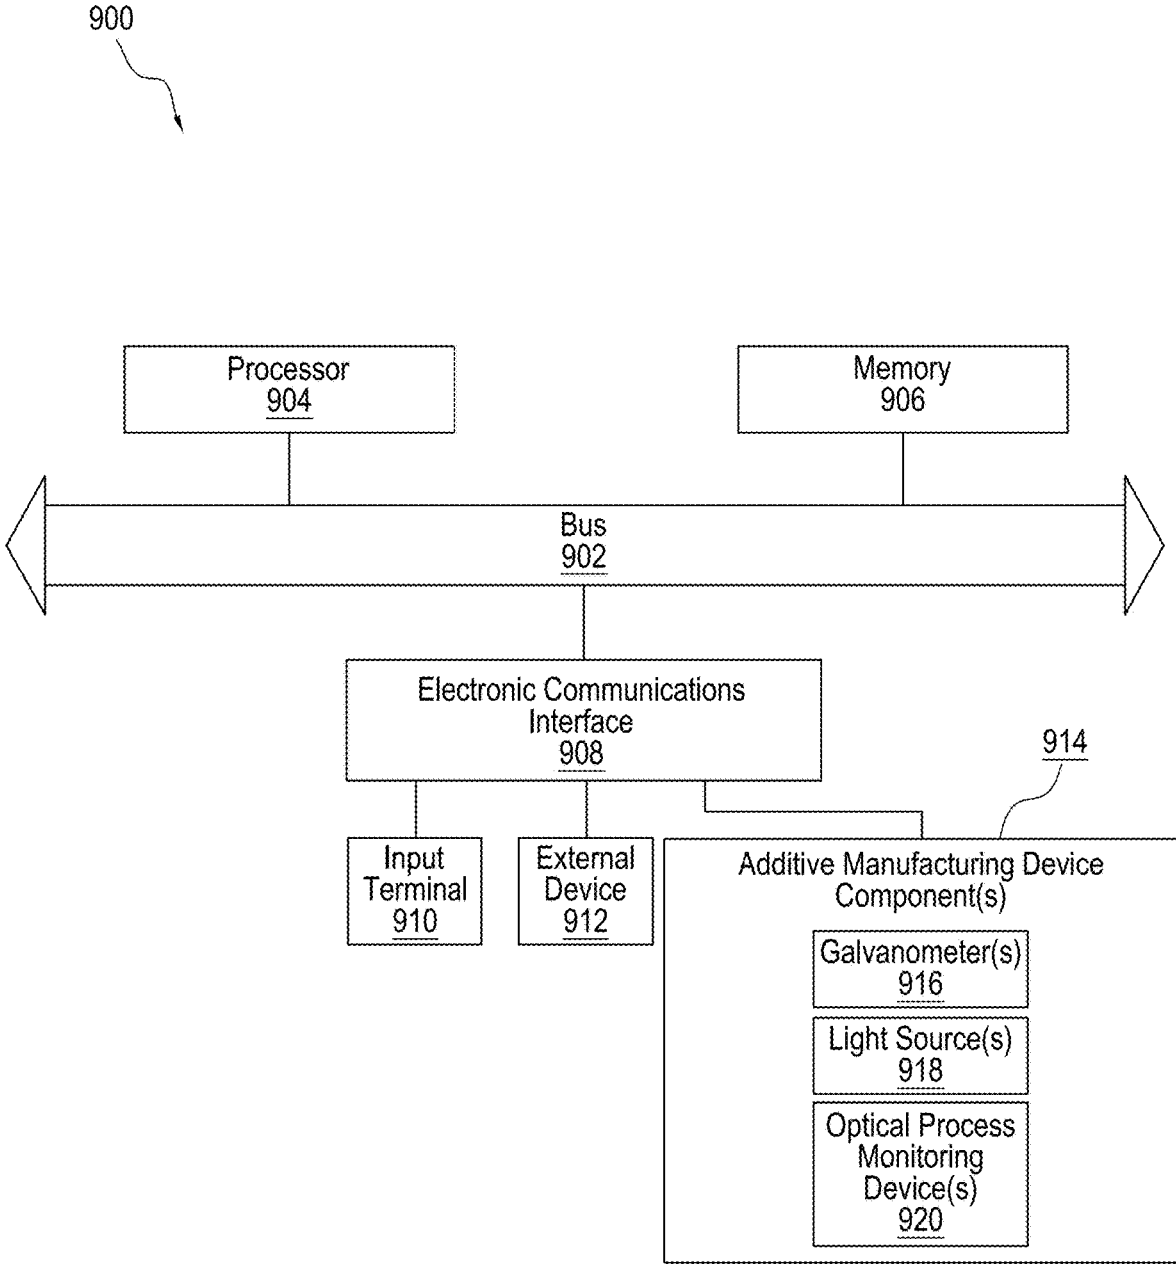 900
Processor
904
Memory
906
Bus
902
Electronic Communications
Interface
908
914
Input
Terminal
910
External
Device
912
Additive Manufacturing Device
Component(s)
Galvanometer(s)
916
Light Source(s)
918
Optical Process
Monitoring
Device(s)
920